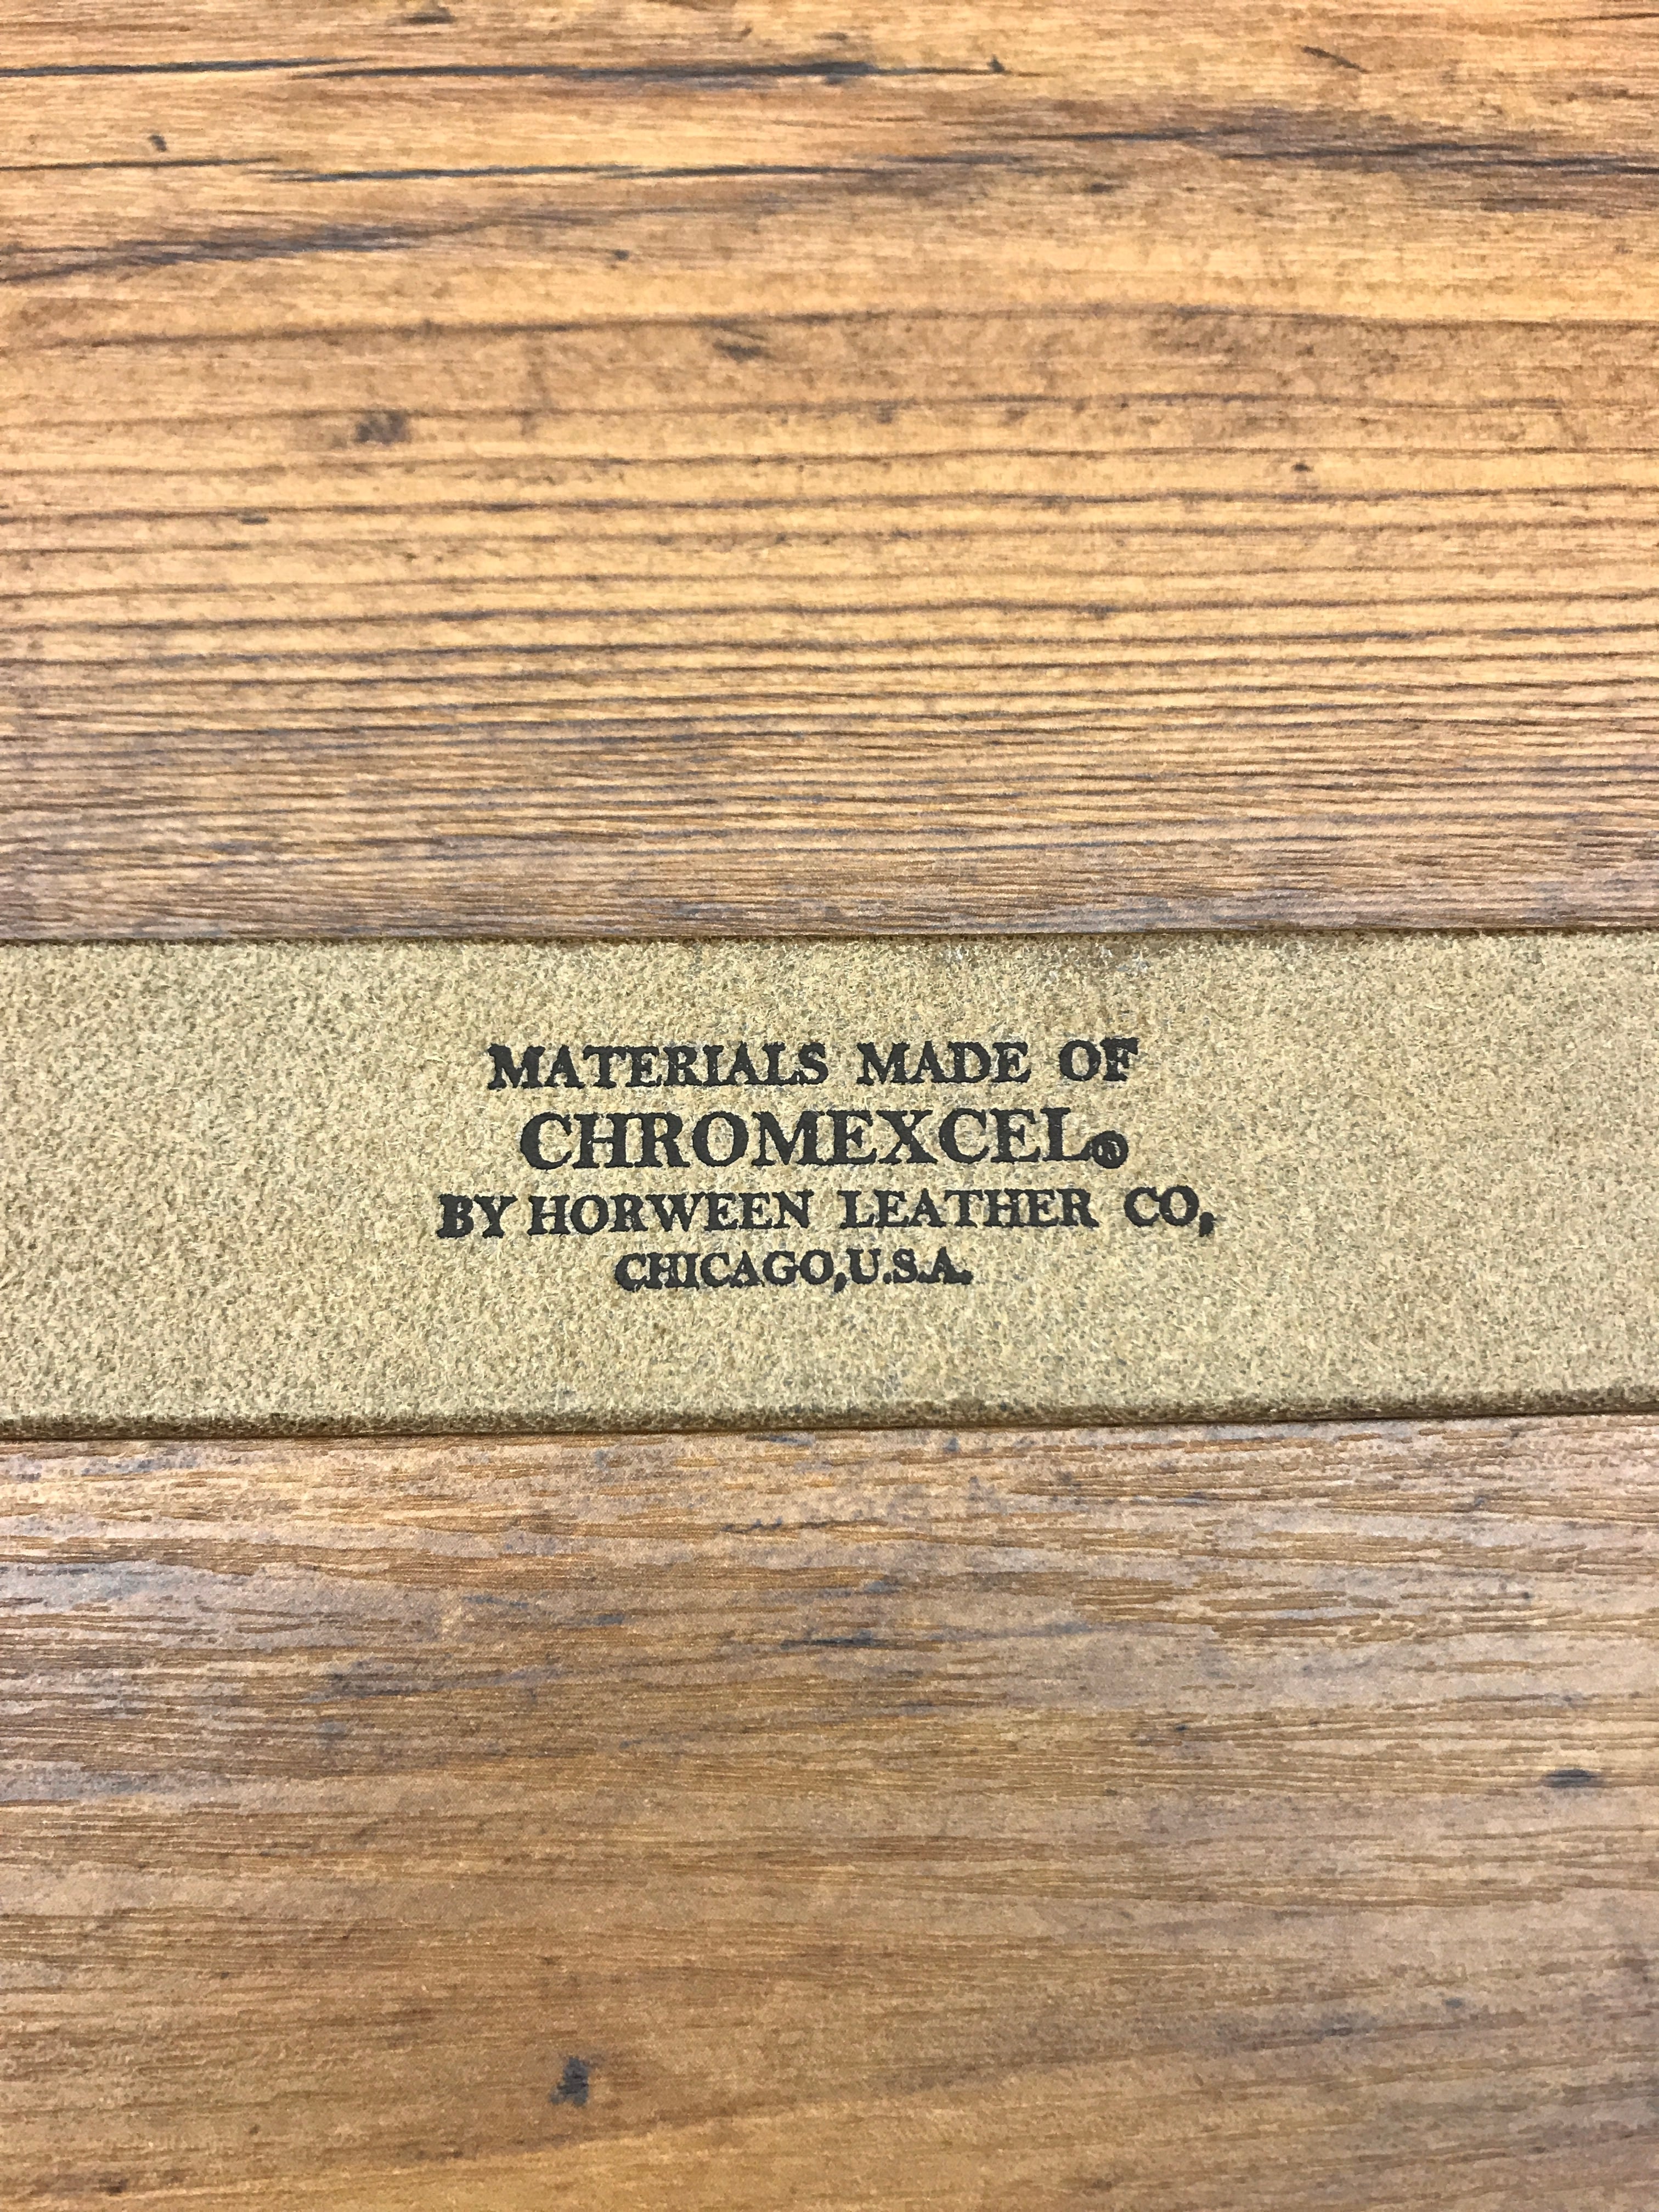 MATERIALS MADE OF
CHROMEXCEL®
BY HORWEEN LEATHER CO,
CHICAGO,U.S.A.